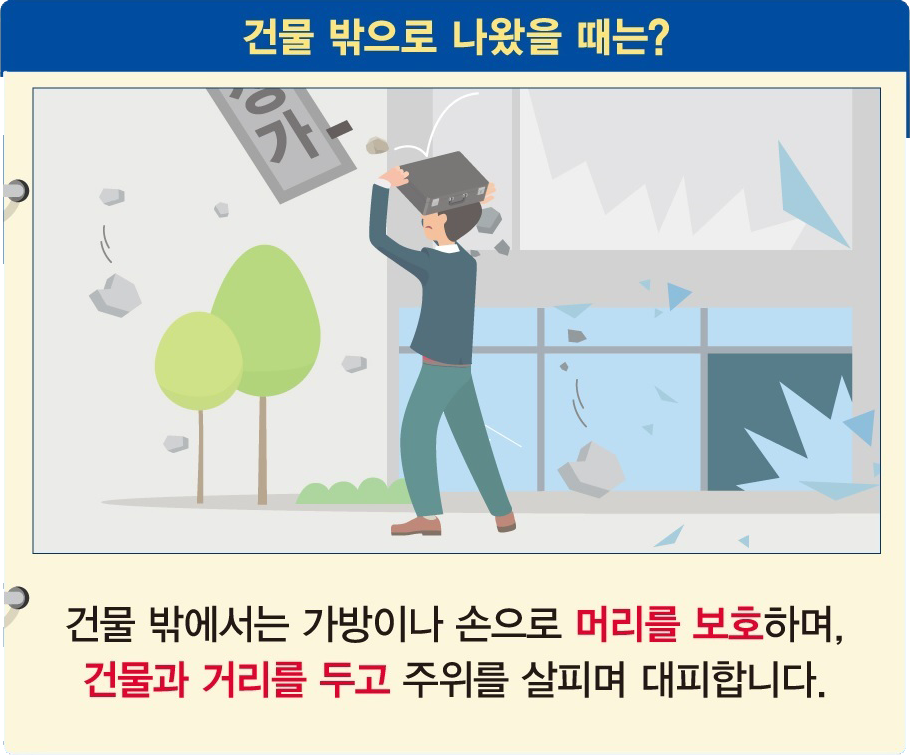 건물 밖으로 나왔을 때는?
가
건물 밖에서는 가방이나 손으로 머리를 보호하며,
건물과 거리를 두고 주위를 살피며 대피합니다.